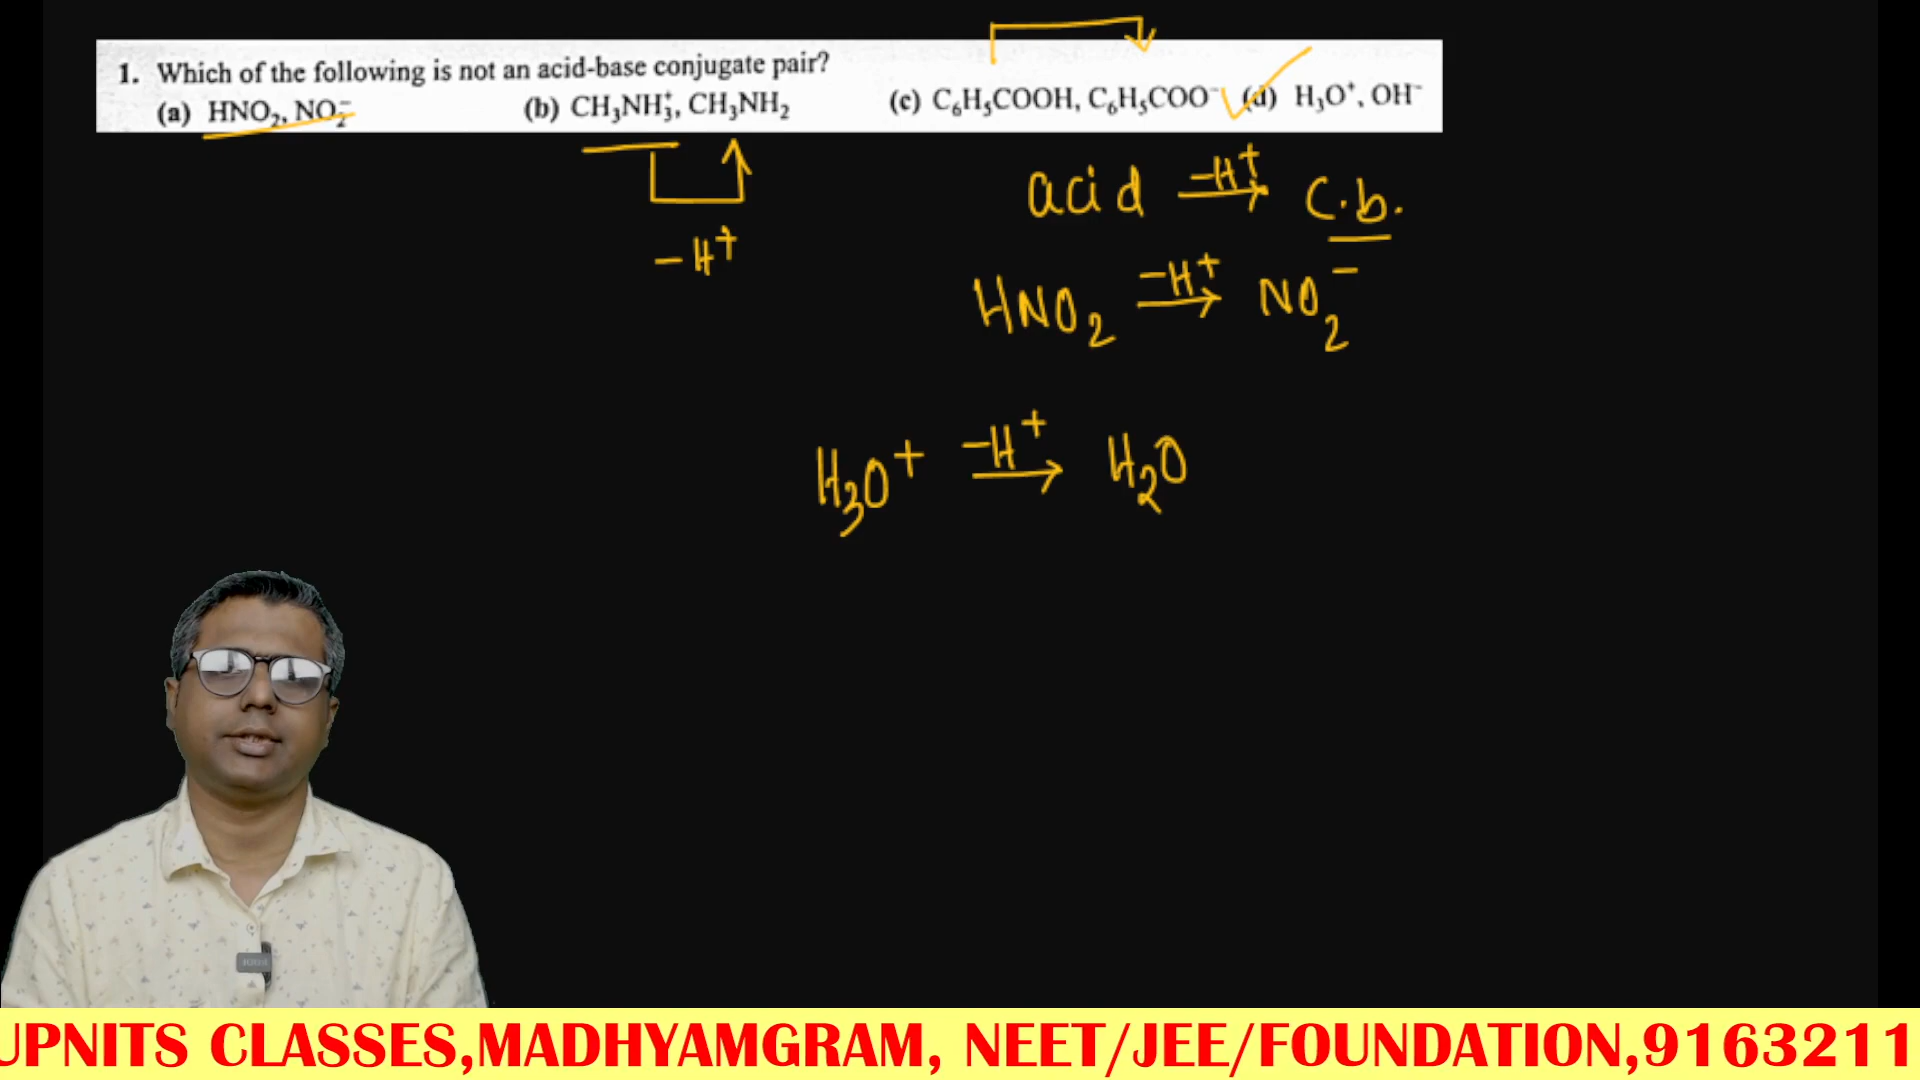 1. Which of the following is not an acid-base conjugate pair?
(a) HNO₂, NO₂⁻ (b) CH₃NH₃⁺, CH₃NH₂ (c) C₆H₅COOH, C₆H₅COO⁻ (d) H₃O⁺, OH⁻
acid −H⁺→ C.b.
−H⁺
HNO₂ −H⁺→ NO₂⁻
H₃O⁺ −H⁺→ H₂O
UPNITS CLASSES,MADHYAMGRAM, NEET/JEE/FOUNDATION,9163211